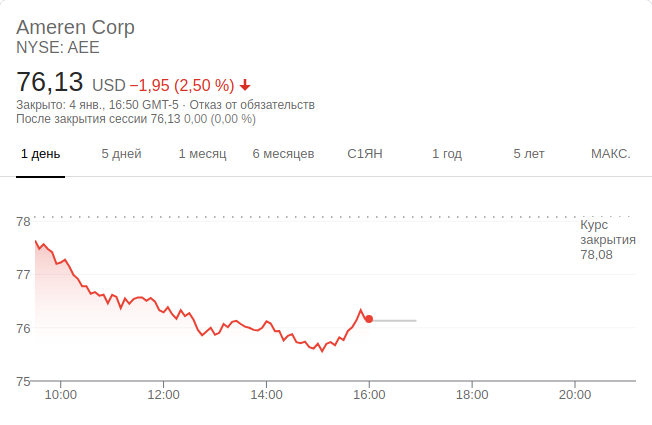 Ameren Corp
NYSE: AEE
76,13 USD −1,95 (2,50 %)
Закрыто: 4 янв., 16:50 GMT-5 · Отказ от обязательств
После закрытия сессии 76,13 0,00 (0,00 %)
1 день 5 дней 1 месяц 6 месяцев С1ЯН 1 год 5 лет МАКС.
78
Курс
закрытия
78,08
77
76
75
10:00 12:00 14:00 16:00 18:00 20:00